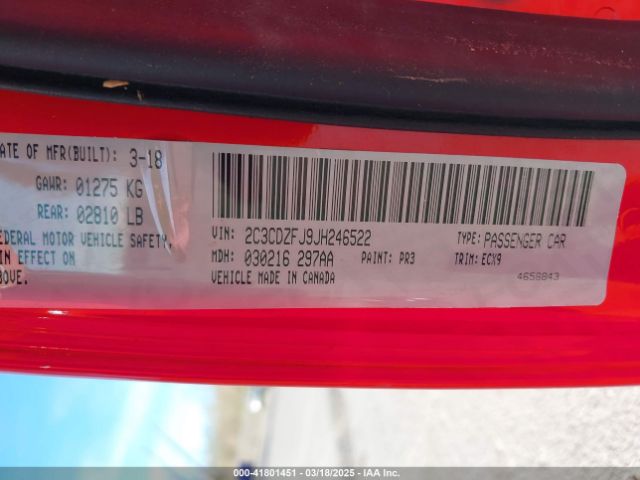 ATE OF MFR(BUILT): 3-18
GAWR: 01275 KG
REAR: 02810 LB
EDERAL MOTOR VEHICLE SAFETY,
IN EFFECT ON
ABOVE.
VIN: 2C3CDZFJ9JH246522 TYPE: PASSENGER CAR
MDH: 030216 297AA PAINT: PR3 TRIM: ECX9
VEHICLE MADE IN CANADA 4658843
000-41801451 - 03/18/2025 - IAA Inc.